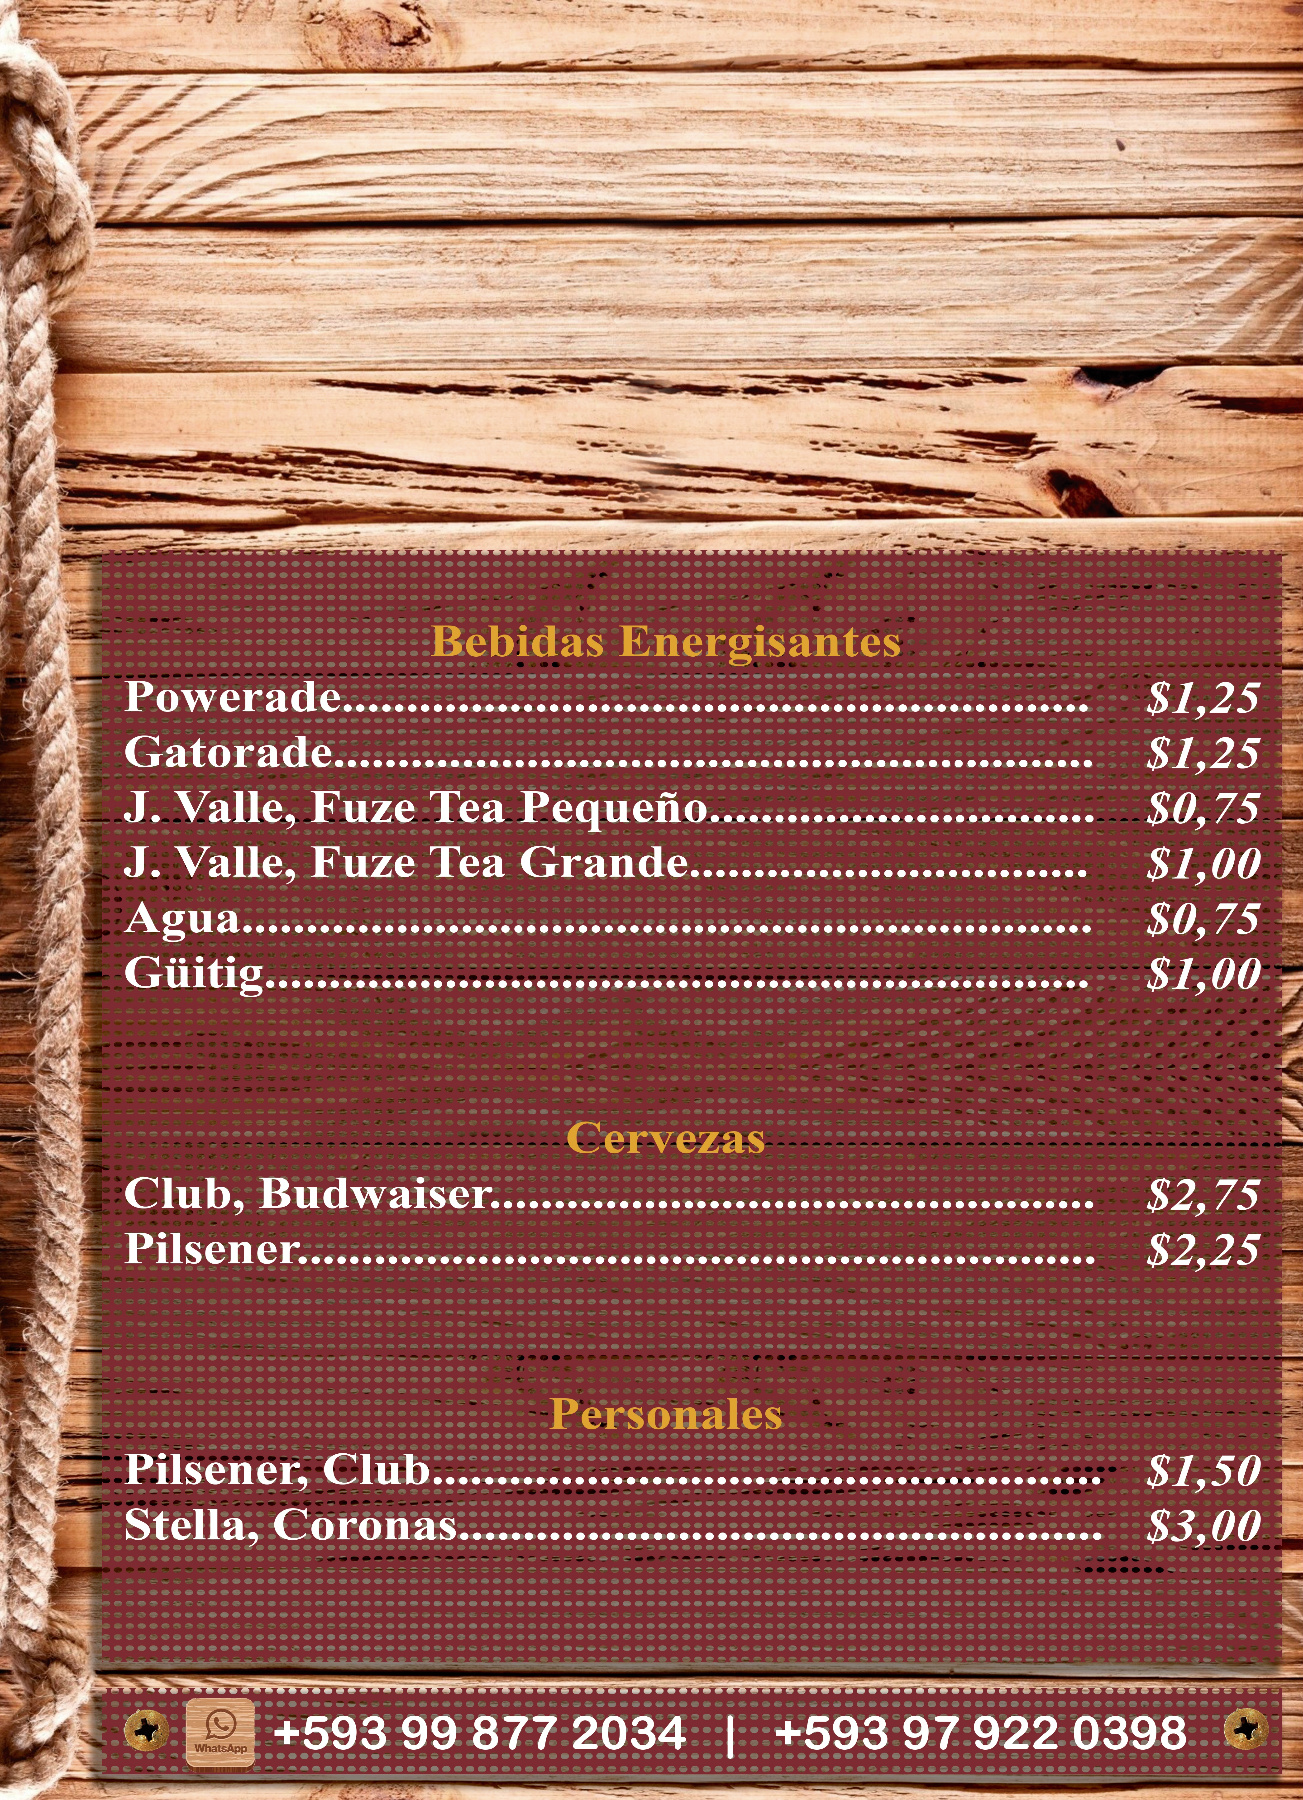 Bebidas Energisantes
Powerade.......................................................... $1,25
Gatorade........................................................... $1,25
J. Valle, Fuze Tea Pequeño.............................. $0,75
J. Valle, Fuze Tea Grande............................... $1,00
Agua.................................................................. $0,75
Güitig................................................................ $1,00
Cervezas
Club, Budwaiser............................................... $2,75
Pilsener.............................................................. $2,25
Personales
Pilsener, Club.................................................... $1,50
Stella, Coronas.................................................. $3,00
WhatsApp +593 99 877 2034 | +593 97 922 0398